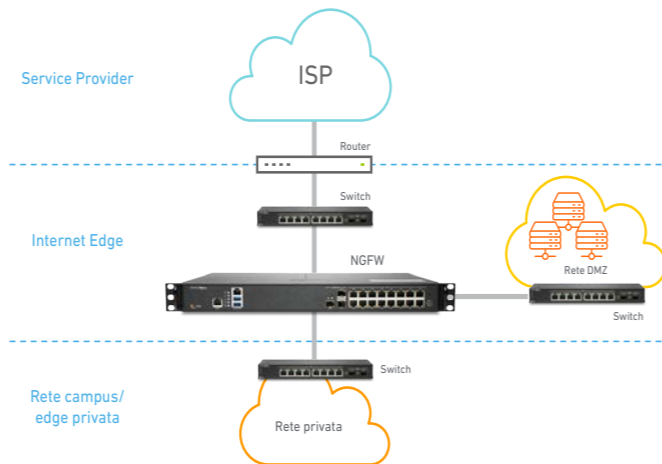 ISP
Service Provider
Router
Switch
Internet Edge
NGFW
Rete DMZ
Switch
Switch
Rete campus/
edge privata
Rete privata